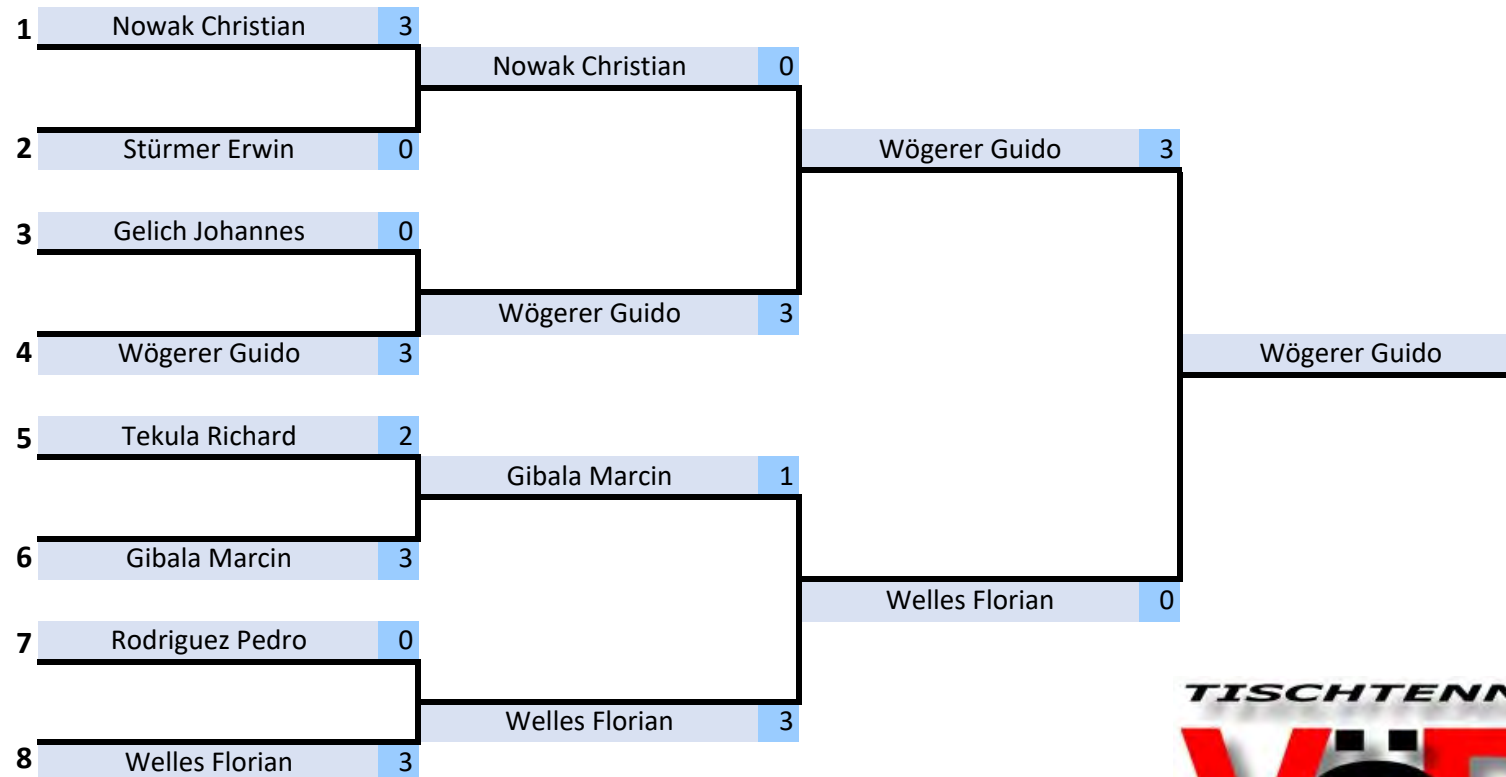 1 Nowak Christian 3
Nowak Christian 0
2 Stürmer Erwin 0
Wögerer Guido 3
3 Gelich Johannes 0
Wögerer Guido 3
4 Wögerer Guido 3
Wögerer Guido
5 Tekula Richard 2
Gibala Marcin 1
6 Gibala Marcin 3
Welles Florian 0
7 Rodriguez Pedro 0
TISCHTENN
Welles Florian 3
8 Welles Florian 3